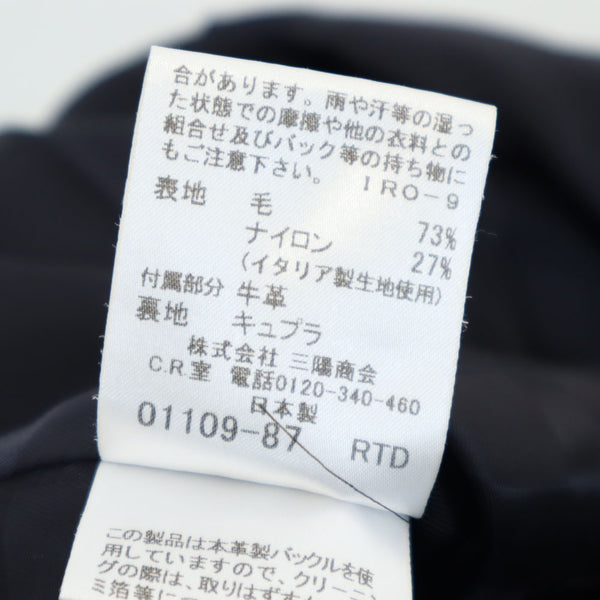 合があります。雨や汗等の湿っ
た状態での摩擦や他の衣料との
組合せ及びバック等の持ち物に
もご注意下さい。 IRO-9
表地 毛 73%
ナイロン 27%
(イタリア製生地使用)
付属部分 牛革
裏地 キュプラ
株式会社 三陽商会
C.R.室 電話0120-340-460
日本製
01109-87 RTD
この製品は本革製バックルを使
用していますので、クリーニ
グの際は、取りはずす
ミ箔等に